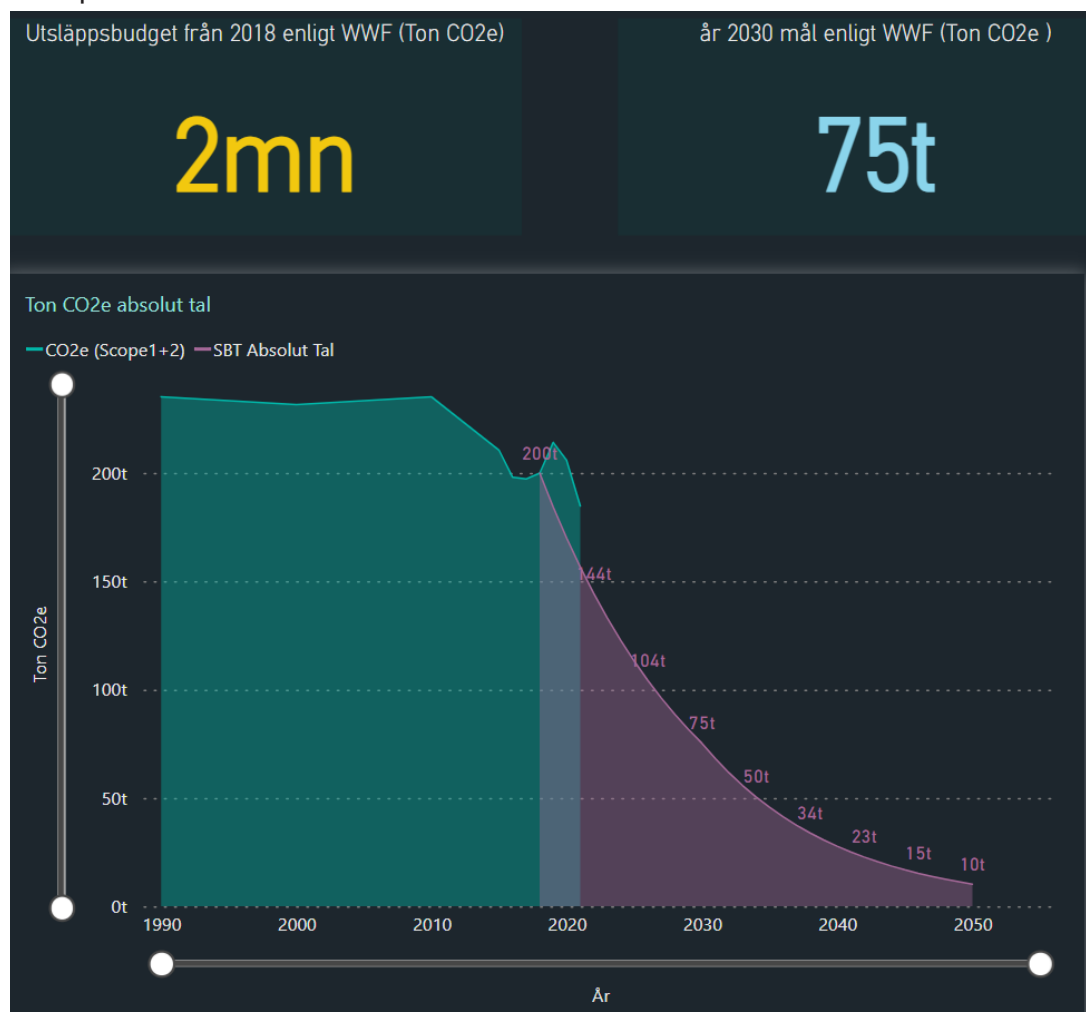 Utsläppsbudget från 2018 enligt WWF (Ton CO2e)
år 2030 mål enligt WWF (Ton CO2e )
2mn
75t
Ton CO2e absolut tal
CO2e (Scope1+2) SBT Absolut Tal
200t
150t
100t
50t
0t
Ton CO2e
200t
144t
104t
75t
50t
34t
23t
15t
10t
1990 2000 2010 2020 2030 2040 2050
År